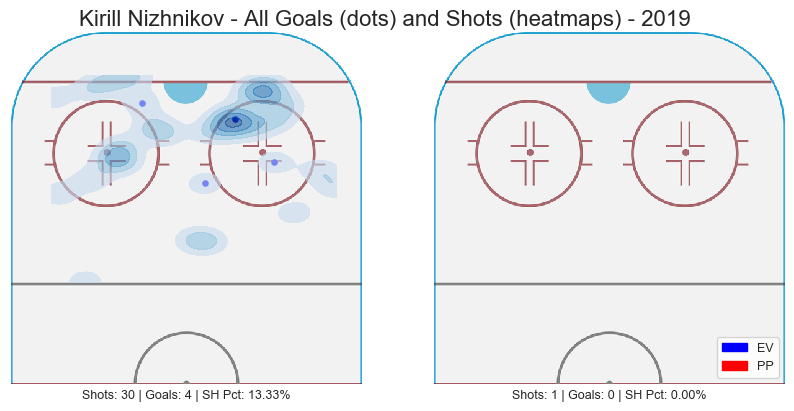 Kirill Nizhnikov - All Goals (dots) and Shots (heatmaps) - 2019
EV
PP
Shots: 30 | Goals: 4 | SH Pct: 13.33%
Shots: 1 | Goals: 0 | SH Pct: 0.00%